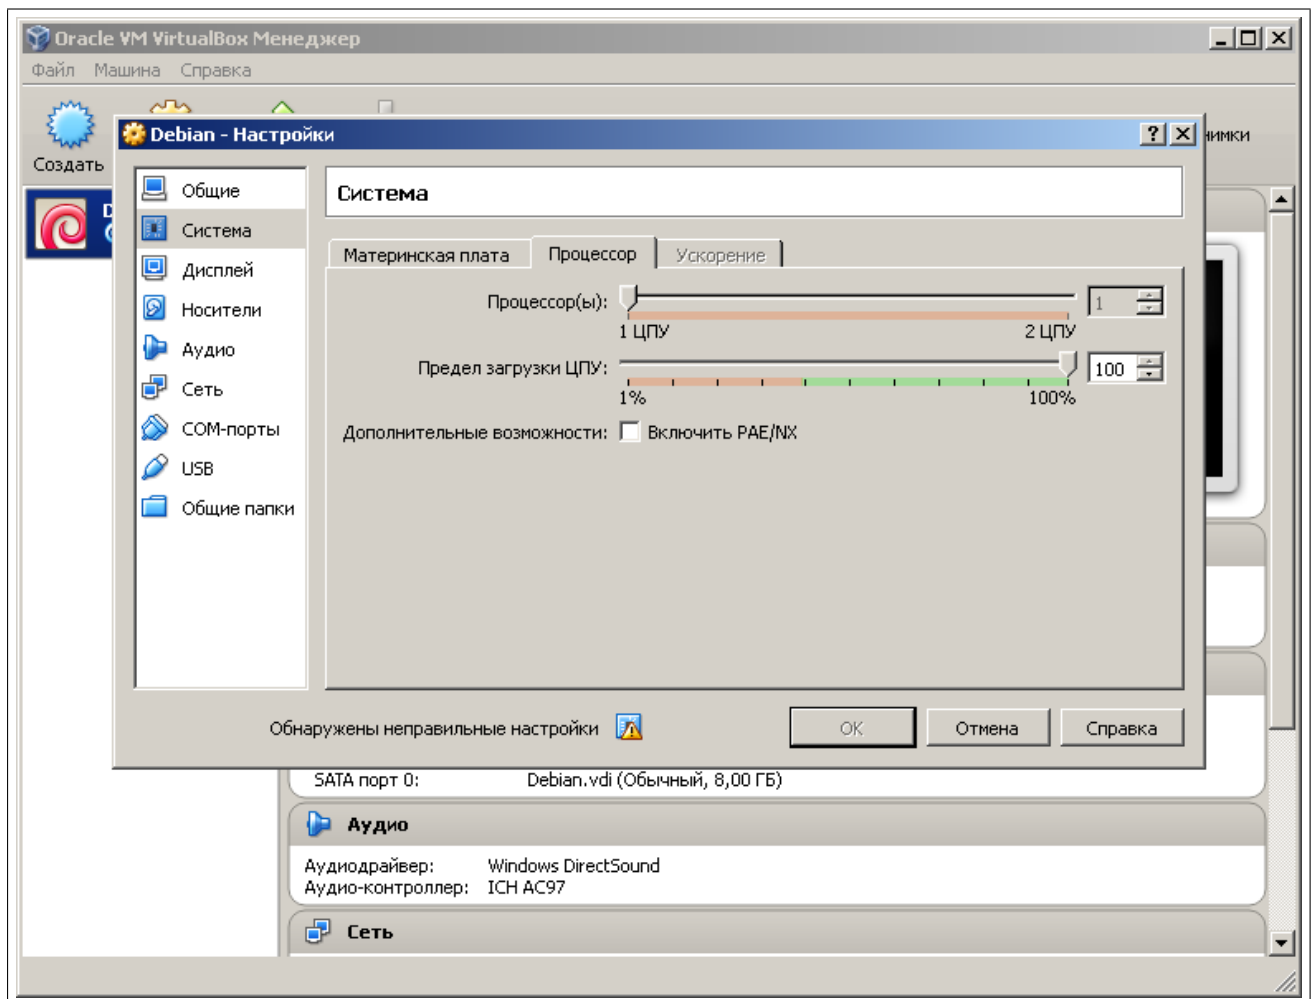 Oracle VM VirtualBox Менеджер
Файл Машина Справка
Создать
Debian - Настройки
Общие
Система
Дисплей
Носители
Аудио
Сеть
COM-порты
USB
Общие папки
Система
Материнская плата Процессор Ускорение
Процессор(ы): 1
1 ЦПУ 2 ЦПУ
Предел загрузки ЦПУ: 100
1% 100%
Дополнительные возможности: Включить PAE/NX
Обнаружены неправильные настройки OK Отмена Справка
SATA порт 0: Debian.vdi (Обычный, 8,00 ГБ)
Аудио
Аудиодрайвер: Windows DirectSound
Аудио-контроллер: ICH AC97
Сеть